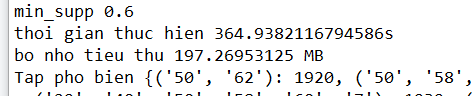 min_supp 0.6
thoi gian thuc hien 364.9382116794586s
bo nho tieu thu 197.26953125 MB
Tap pho bien {('50', '62'): 1920, ('50', '58',